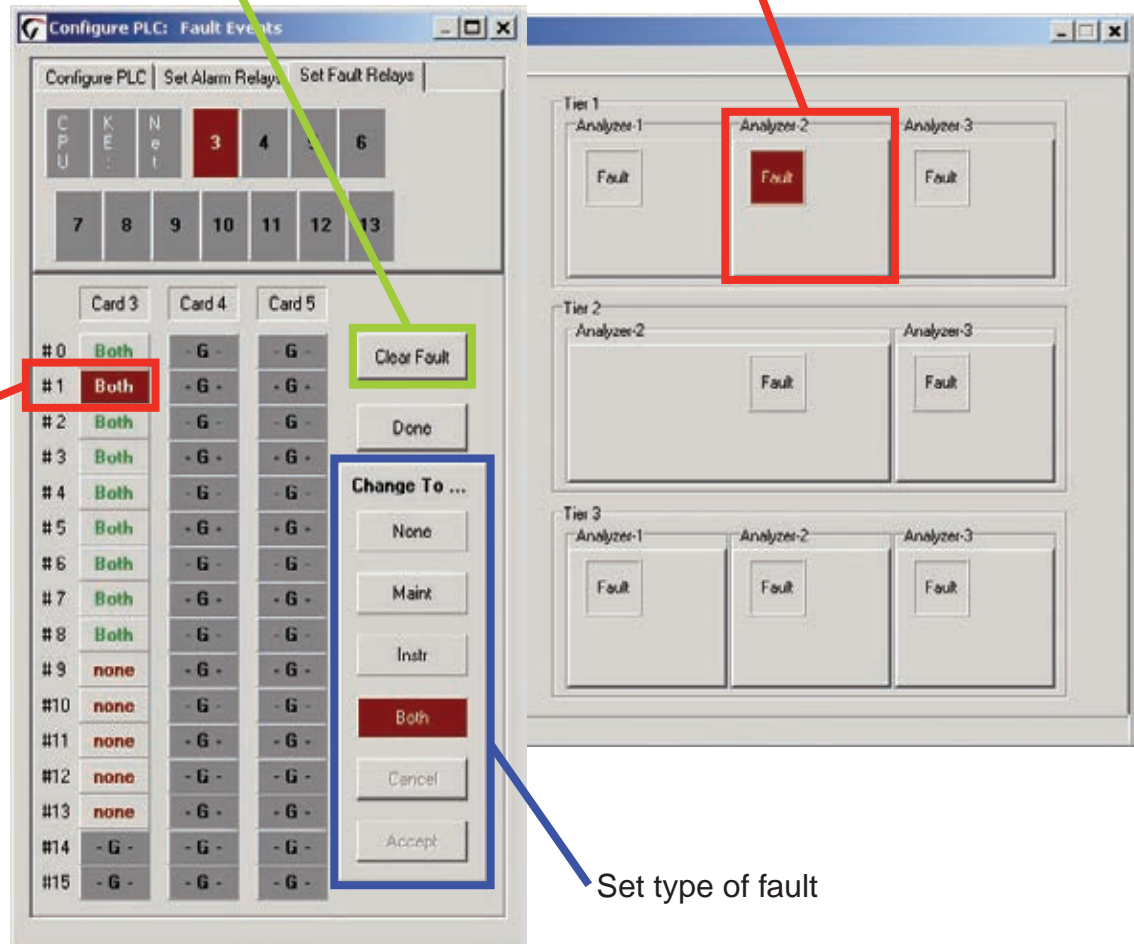 Configure PLC: Fault Events
Configure PLC
Set Alarm Relays
Set Fault Relays
CPU
KE:
Net
3
4
5
6
7
8
9
10
11
12
13
Card 3 Card 4 Card 5
#0 Both - G - - G -
#1 Both - G - - G -
#2 Both - G - - G -
#3 Both - G - - G -
#4 Both - G - - G -
#5 Both - G - - G -
#6 Both - G - - G -
#7 Both - G - - G -
#8 Both - G - - G -
#9 none - G - - G -
#10 none - G - - G -
#11 none - G - - G -
#12 none - G - - G -
#13 none - G - - G -
#14 - G - - G - - G -
#15 - G - - G - - G -
Clear Fault
Done
Change To ...
None
Maint
Instr
Both
Cancel
Accept
Tier 1
Analyzer-1 Analyzer-2 Analyzer-3
Fault Fault Fault
Tier 2
Analyzer-2 Analyzer-3
Fault Fault
Tier 3
Analyzer-1 Analyzer-2 Analyzer-3
Fault Fault Fault
Set type of fault